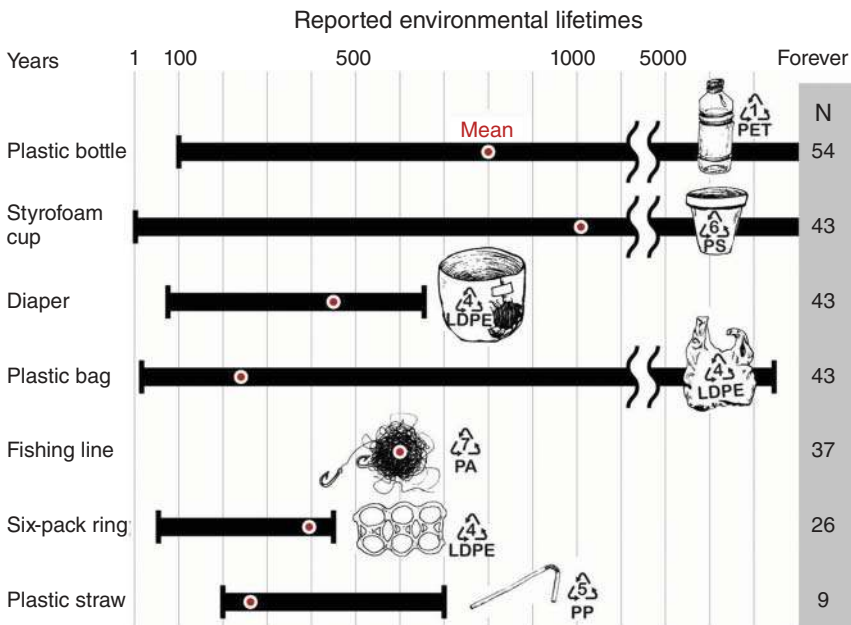 Reported environmental lifetimes
Years 1 100 500 1000 5000 Forever
N
1
PET
Mean
Plastic bottle 54
Styrofoam
cup 43
6
PS
Diaper 43
4
LDPE
Plastic bag 43
4
LDPE
Fishing line 37
7
PA
Six-pack ring 26
4
LDPE
Plastic straw 9
5
PP